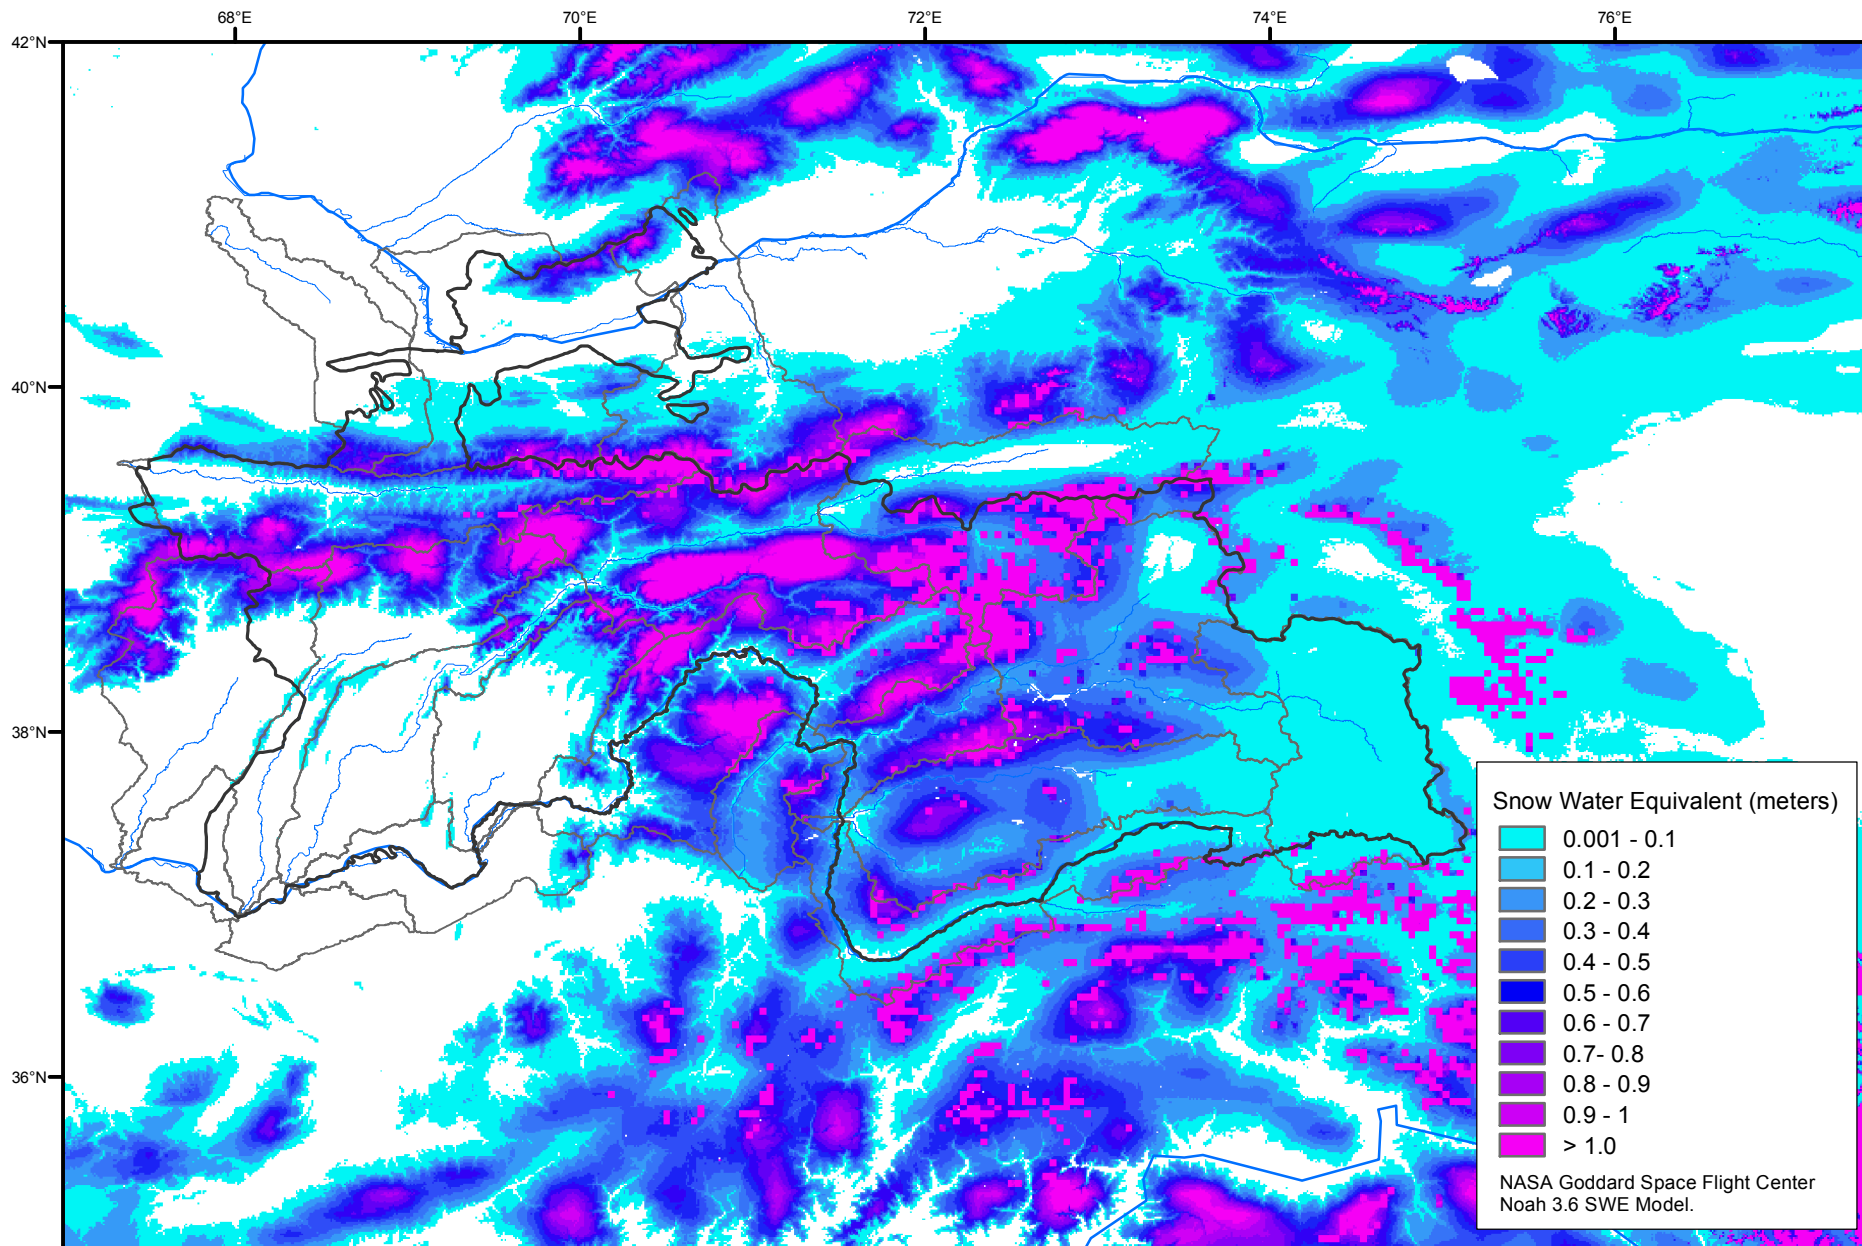 68°E 70°E 72°E 74°E 76°E
42°N
40°N
38°N
36°N
Snow Water Equivalent (meters)
0.001 - 0.1
0.1 - 0.2
0.2 - 0.3
0.3 - 0.4
0.4 - 0.5
0.5 - 0.6
0.6 - 0.7
0.7- 0.8
0.8 - 0.9
0.9 - 1
> 1.0
NASA Goddard Space Flight Center
Noah 3.6 SWE Model.